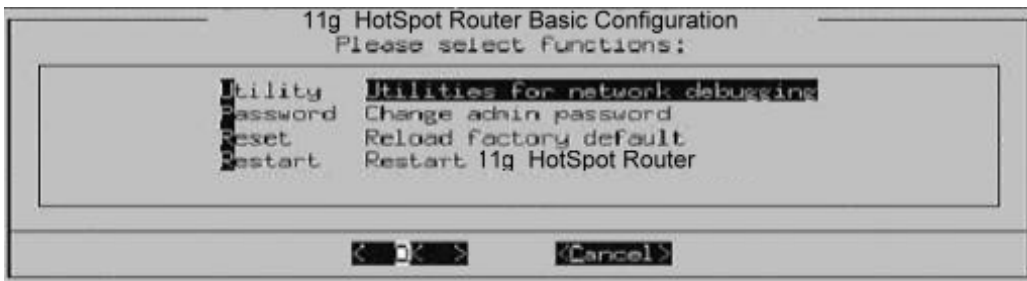 11g HotSpot Router Basic Configuration
Please select functions:
Utility Utilities for network debugging
Password Change admin password
Reset Reload factory default
Restart Restart 11g HotSpot Router
< OK > <Cancel>